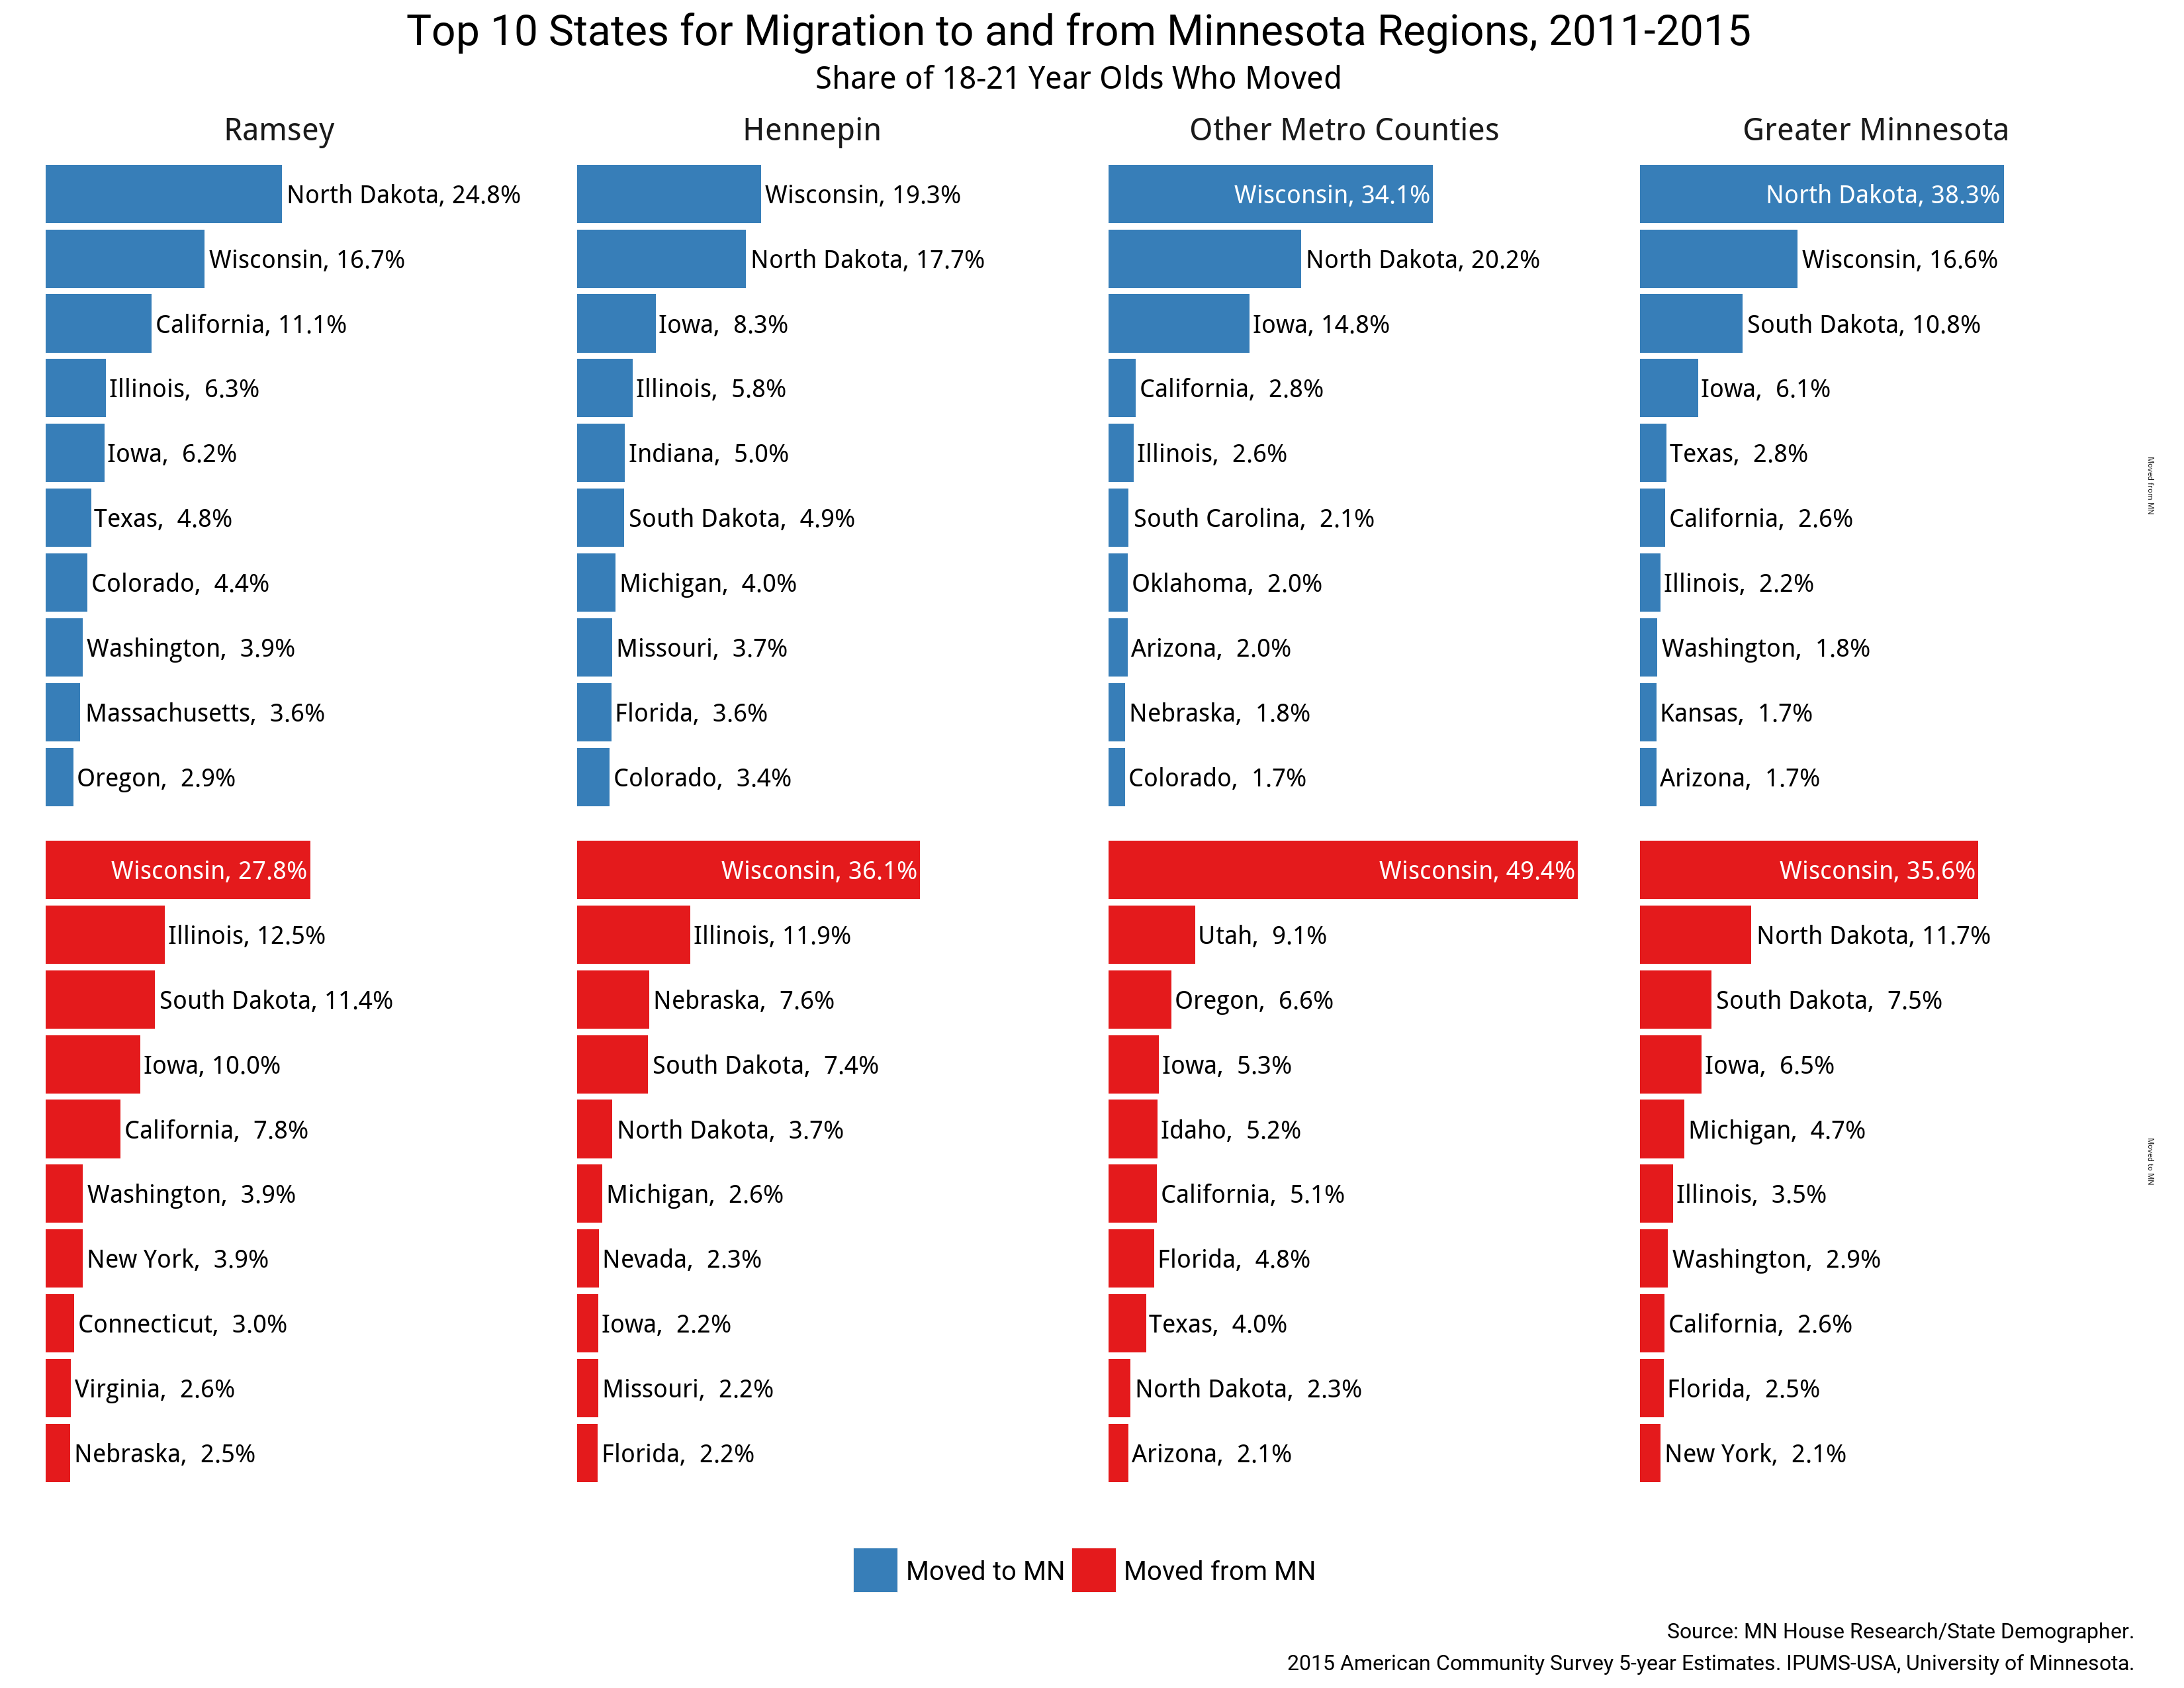 Top 10 States for Migration to and from Minnesota Regions, 2011-2015
Share of 18-21 Year Olds Who Moved
Ramsey
North Dakota, 24.8%
Wisconsin, 16.7%
California, 11.1%
Illinois, 6.3%
Iowa, 6.2%
Texas, 4.8%
Colorado, 4.4%
Washington, 3.9%
Massachusetts, 3.6%
Oregon, 2.9%
Wisconsin, 27.8%
Illinois, 12.5%
South Dakota, 11.4%
Iowa, 10.0%
California, 7.8%
Washington, 3.9%
New York, 3.9%
Connecticut, 3.0%
Virginia, 2.6%
Nebraska, 2.5%
Hennepin
Wisconsin, 19.3%
North Dakota, 17.7%
Iowa, 8.3%
Illinois, 5.8%
Indiana, 5.0%
South Dakota, 4.9%
Michigan, 4.0%
Missouri, 3.7%
Florida, 3.6%
Colorado, 3.4%
Wisconsin, 36.1%
Illinois, 11.9%
Nebraska, 7.6%
South Dakota, 7.4%
North Dakota, 3.7%
Michigan, 2.6%
Nevada, 2.3%
Iowa, 2.2%
Missouri, 2.2%
Florida, 2.2%
Other Metro Counties
Wisconsin, 34.1%
North Dakota, 20.2%
Iowa, 14.8%
California, 2.8%
Illinois, 2.6%
South Carolina, 2.1%
Oklahoma, 2.0%
Arizona, 2.0%
Nebraska, 1.8%
Colorado, 1.7%
Wisconsin, 49.4%
Utah, 9.1%
Oregon, 6.6%
Iowa, 5.3%
Idaho, 5.2%
California, 5.1%
Florida, 4.8%
Texas, 4.0%
North Dakota, 2.3%
Arizona, 2.1%
Greater Minnesota
North Dakota, 38.3%
Wisconsin, 16.6%
South Dakota, 10.8%
Iowa, 6.1%
Texas, 2.8%
California, 2.6%
Illinois, 2.2%
Washington, 1.8%
Kansas, 1.7%
Arizona, 1.7%
Wisconsin, 35.6%
North Dakota, 11.7%
South Dakota, 7.5%
Iowa, 6.5%
Michigan, 4.7%
Illinois, 3.5%
Washington, 2.9%
California, 2.6%
Florida, 2.5%
New York, 2.1%
Moved from MN
Moved to MN
Moved to MN
Moved from MN
Source: MN House Research/State Demographer.
2015 American Community Survey 5-year Estimates. IPUMS-USA, University of Minnesota.